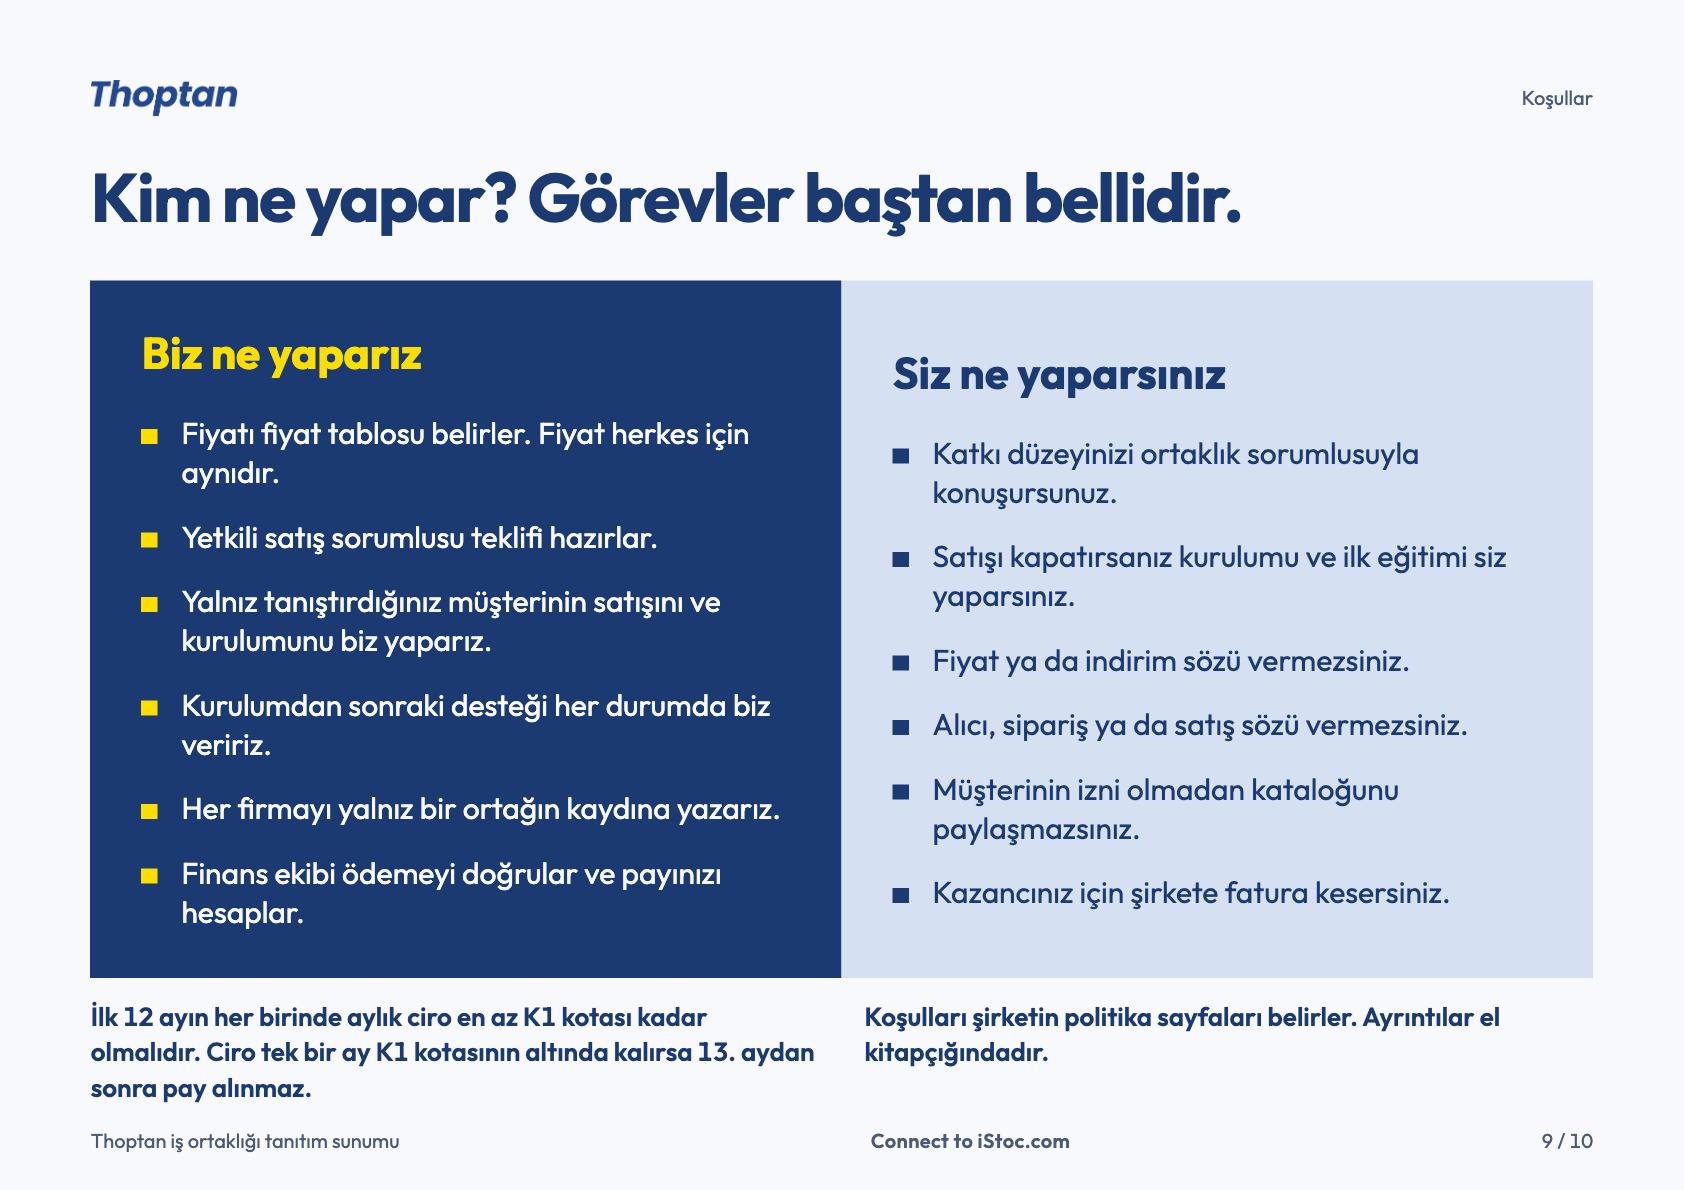 Thoptan
Koşullar
Kim ne yapar? Görevler baştan bellidir.
Biz ne yaparız
Fiyatı fiyat tablosu belirler. Fiyat herkes için
aynıdır.
Yetkili satış sorumlusu teklifi hazırlar.
Yalnız tanıştırdığınız müşterinin satışını ve
kurulumunu biz yaparız.
Kurulumdan sonraki desteği her durumda biz
veririz.
Her firmayı yalnız bir ortağın kaydına yazarız.
Finans ekibi ödemeyi doğrular ve payınızı
hesaplar.
Siz ne yaparsınız
Katkı düzeyinizi ortaklık sorumlusuyla
konuşursunuz.
Satışı kapatırsanız kurulumu ve ilk eğitimi siz
yaparsınız.
Fiyat ya da indirim sözü vermezsiniz.
Alıcı, sipariş ya da satış sözü vermezsiniz.
Müşterinin izni olmadan kataloğunu
paylaşmazsınız.
Kazancınız için şirkete fatura kesersiniz.
İlk 12 ayın her birinde aylık ciro en az K1 kotası kadar
olmalıdır. Ciro tek bir ay K1 kotasının altında kalırsa 13. aydan
sonra pay alınmaz.
Koşulları şirketin politika sayfaları belirler. Ayrıntılar el
kitapçığındadır.
Thoptan iş ortaklığı tanıtım sunumu
Connect to iStoc.com
9 / 10